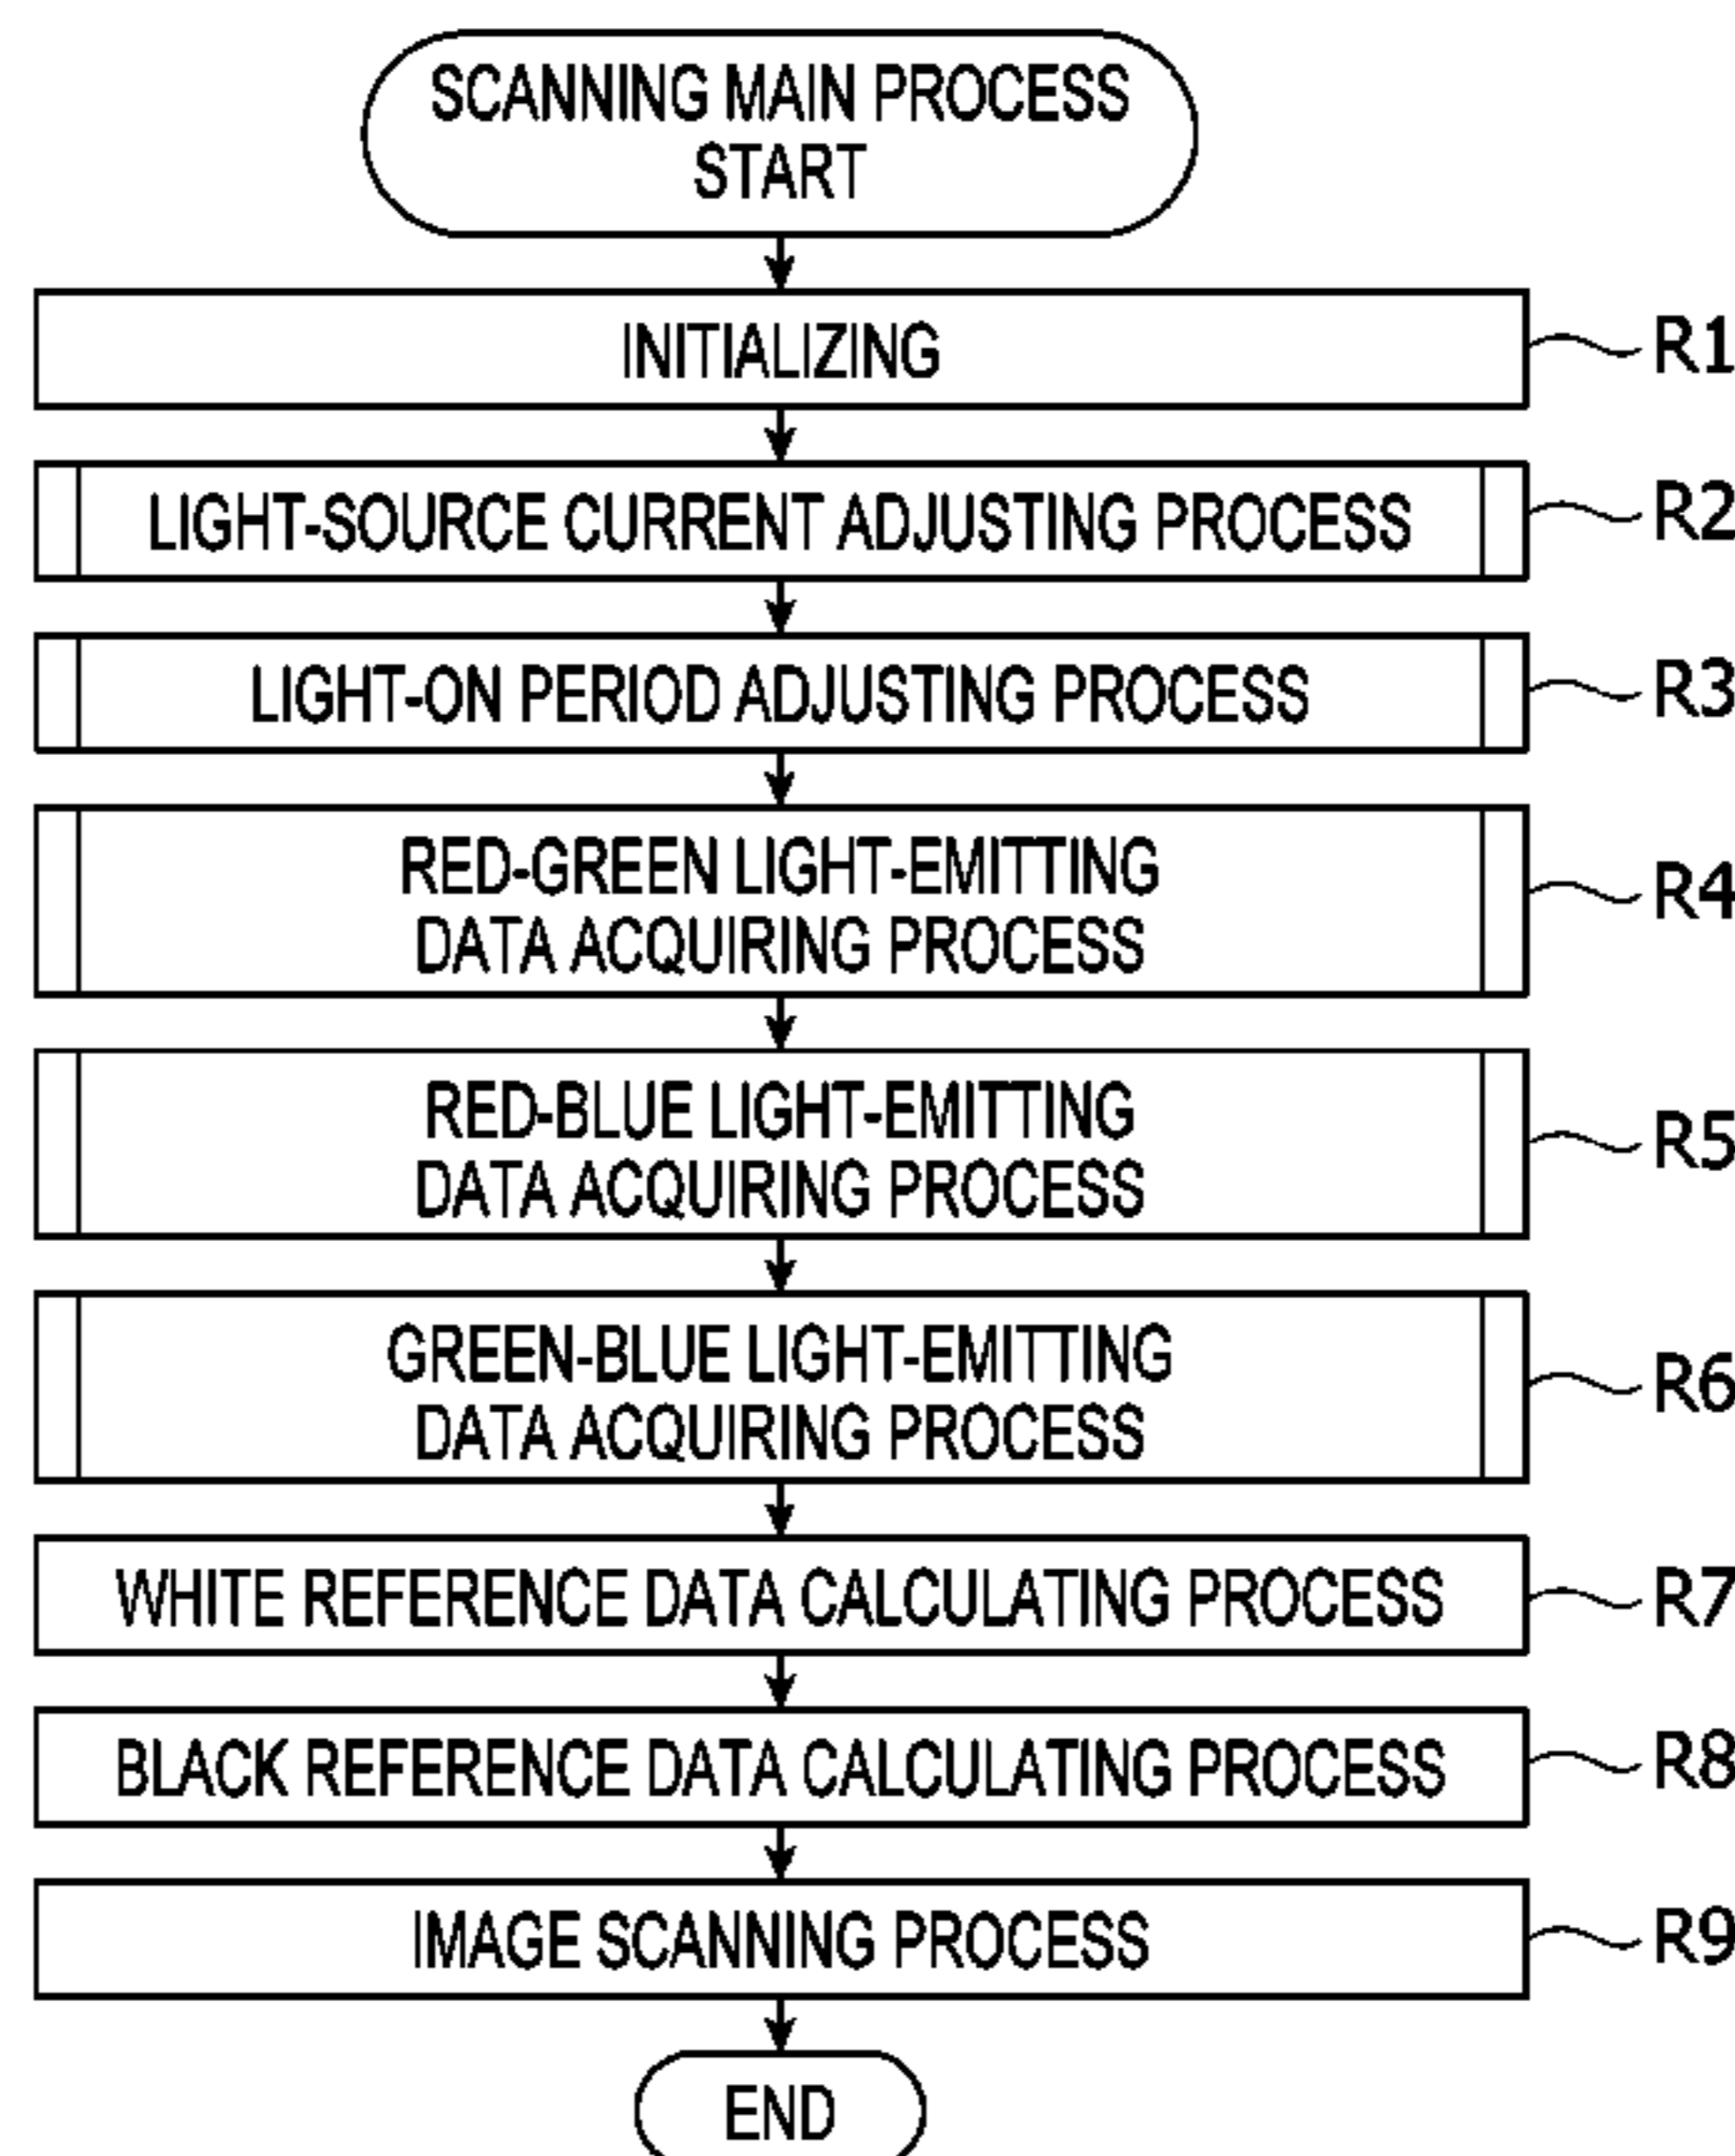 SCANNING MAIN PROCESS
START
INITIALIZING
R1
LIGHT-SOURCE CURRENT ADJUSTING PROCESS
R2
LIGHT-ON PERIOD ADJUSTING PROCESS
R3
RED-GREEN LIGHT-EMITTING
DATA ACQUIRING PROCESS
R4
RED-BLUE LIGHT-EMITTING
DATA ACQUIRING PROCESS
R5
GREEN-BLUE LIGHT-EMITTING
DATA ACQUIRING PROCESS
R6
WHITE REFERENCE DATA CALCULATING PROCESS
R7
BLACK REFERENCE DATA CALCULATING PROCESS
R8
IMAGE SCANNING PROCESS
R9
END